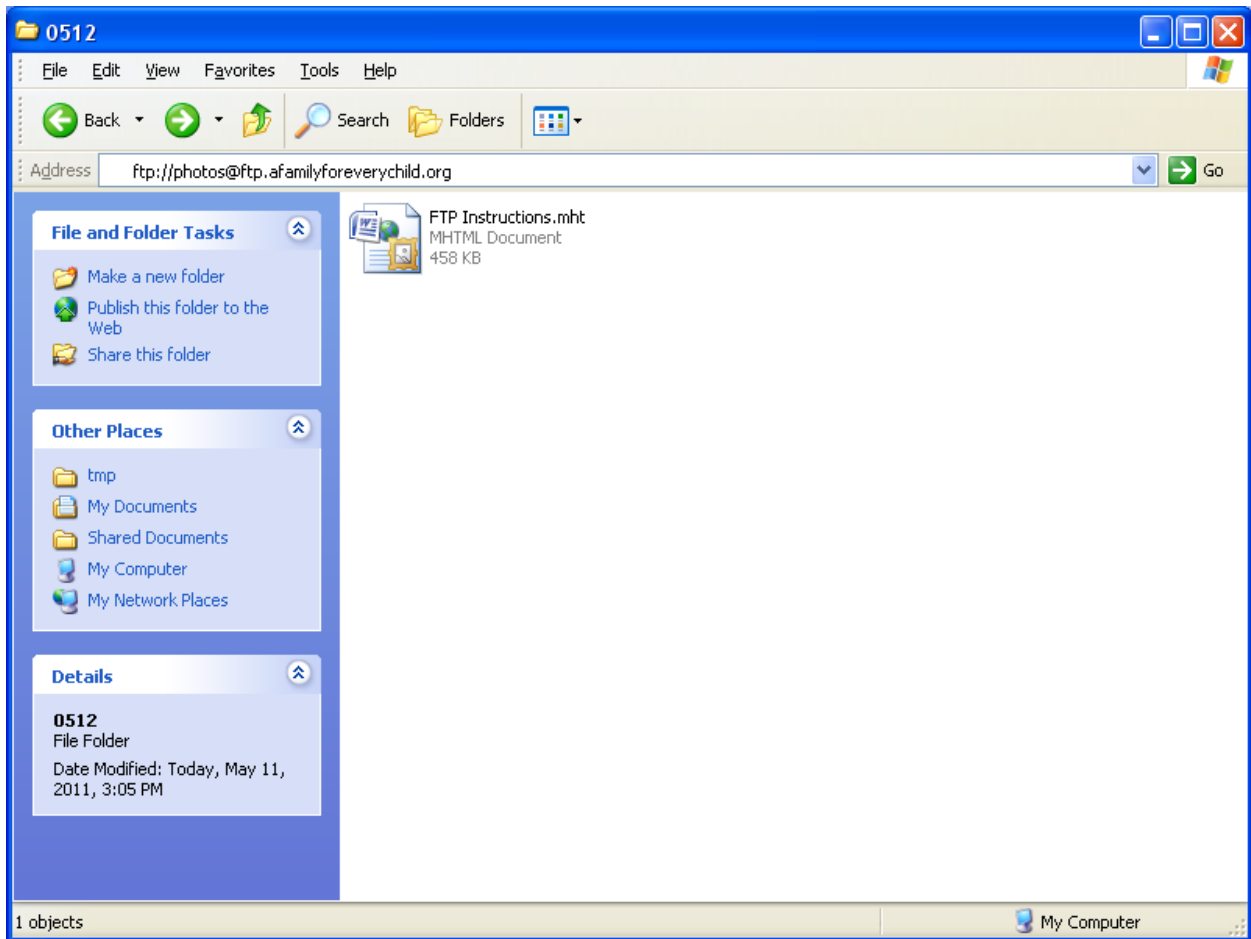 0512
File Edit View Favorites Tools Help
Back Search Folders
Address ftp://photos@ftp.afamilyforeverychild.org Go
File and Folder Tasks
Make a new folder
Publish this folder to the
Web
Share this folder
Other Places
tmp
My Documents
Shared Documents
My Computer
My Network Places
Details
0512
File Folder
Date Modified: Today, May 11,
2011, 3:05 PM
FTP Instructions.mht
MHTML Document
458 KB
1 objects My Computer